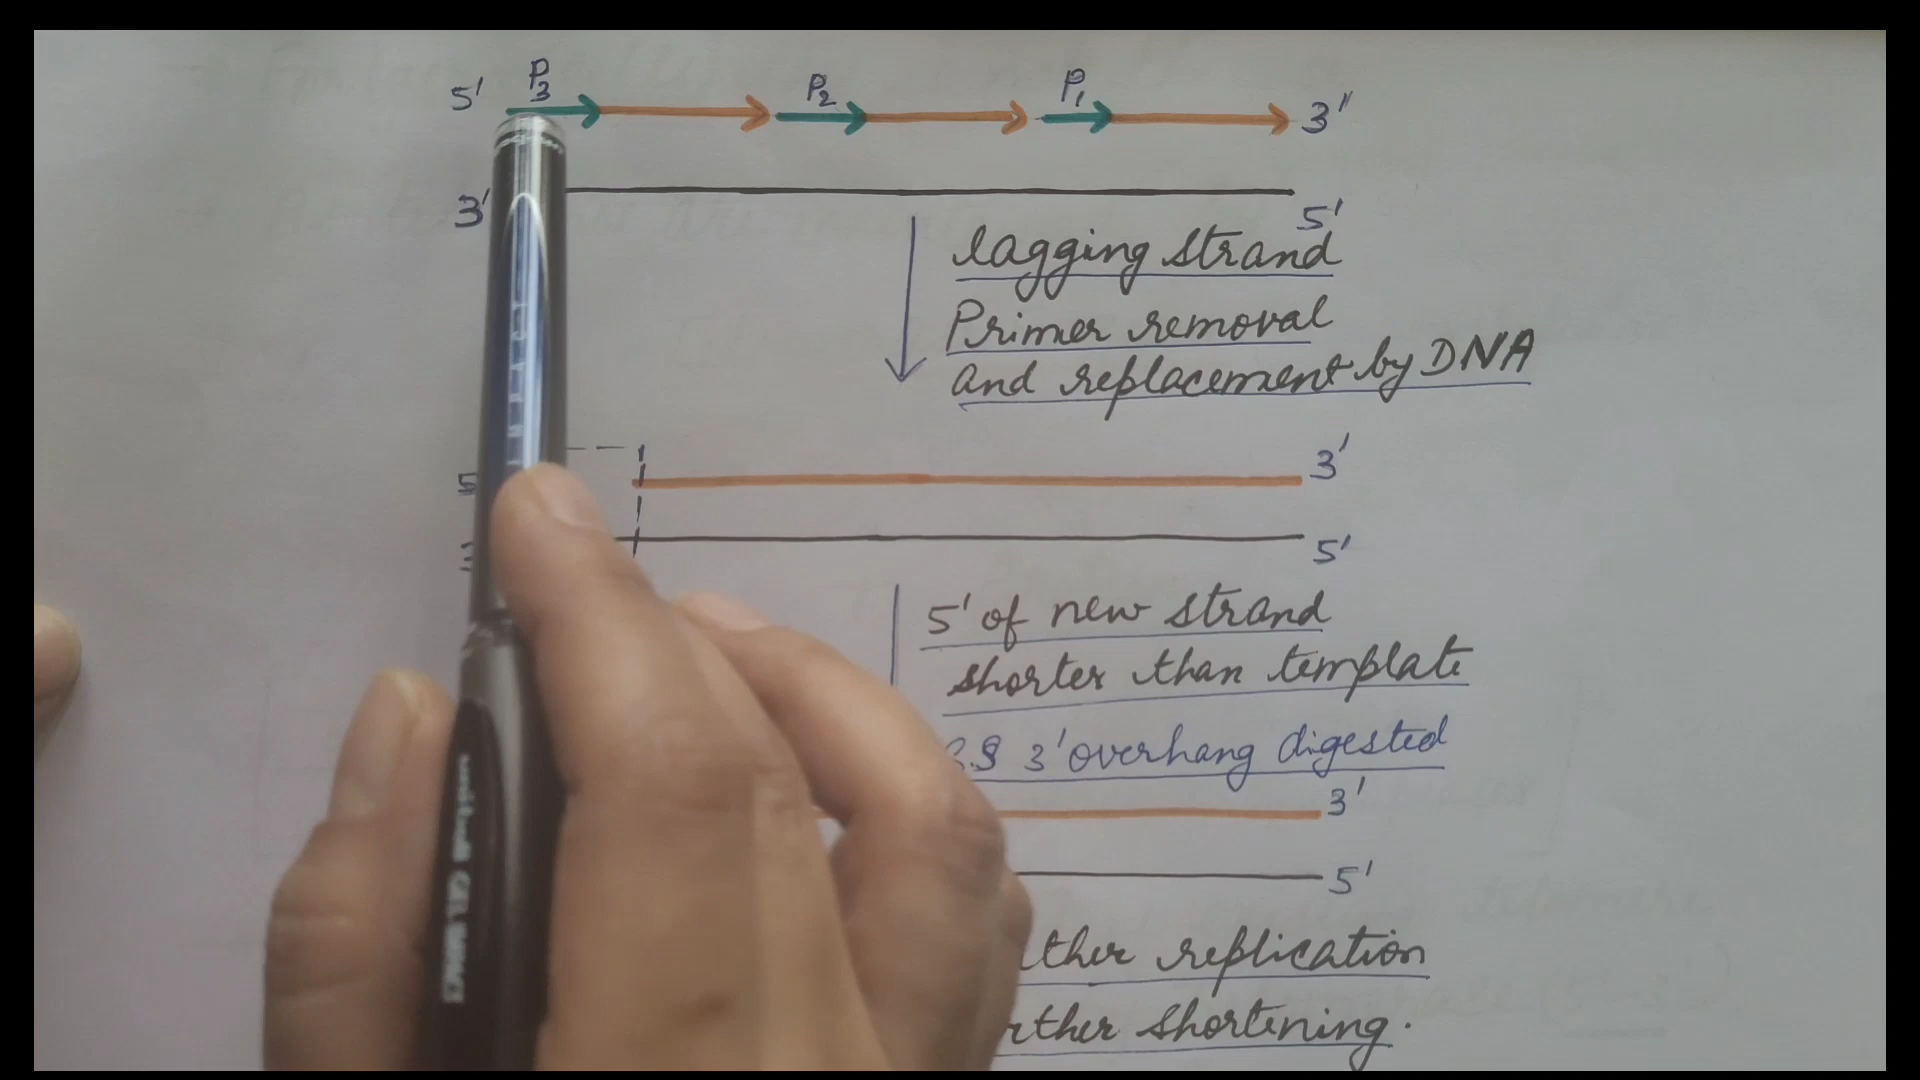 5' P3 P2 P1 3"
3' 5'
lagging strand
Primer removal
and replacement by DNA
3'
5'
5' of new strand
shorter than template
3' overhang digested
3'
5'
replication
shortening.